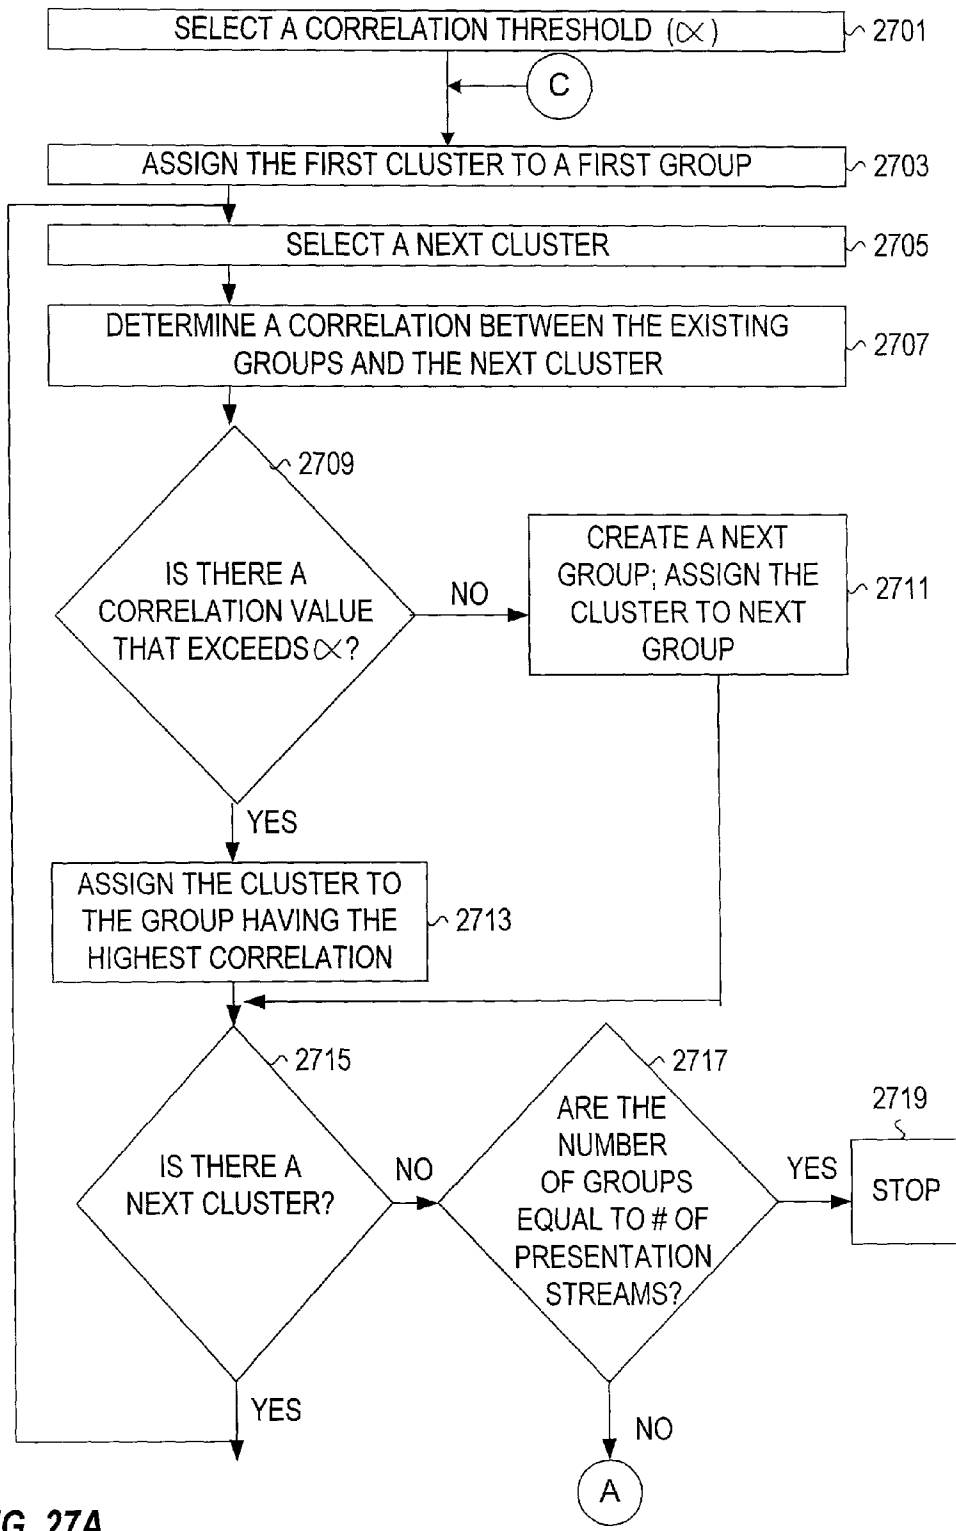 SELECT A CORRELATION THRESHOLD (∝)
2701
C
ASSIGN THE FIRST CLUSTER TO A FIRST GROUP
2703
SELECT A NEXT CLUSTER
2705
DETERMINE A CORRELATION BETWEEN THE EXISTING
GROUPS AND THE NEXT CLUSTER
2707
2709
IS THERE A
CORRELATION VALUE
THAT EXCEEDS ∝?
NO
CREATE A NEXT
GROUP; ASSIGN THE
CLUSTER TO NEXT
GROUP
2711
YES
ASSIGN THE CLUSTER TO
THE GROUP HAVING THE
HIGHEST CORRELATION
2713
2715
IS THERE A
NEXT CLUSTER?
NO
2717
ARE THE
NUMBER
OF GROUPS
EQUAL TO # OF
PRESENTATION
STREAMS?
YES
2719
STOP
YES
NO
A
27A